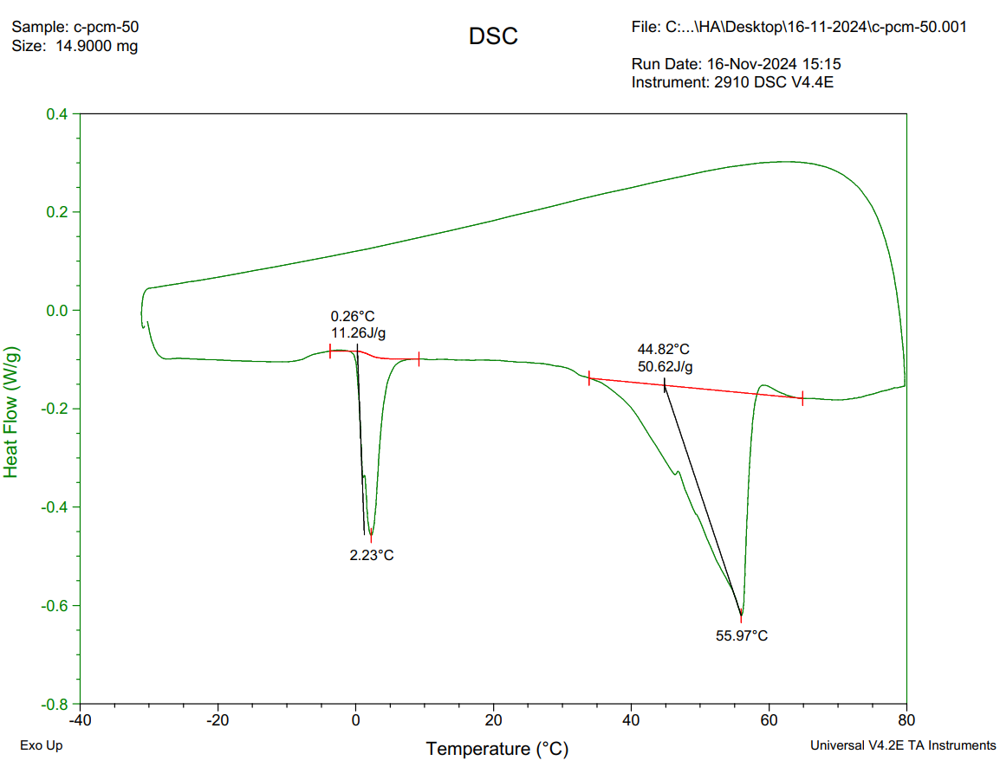 Sample: c-pcm-50
Size:  14.9000 mg
DSC
File: C:...\HA\Desktop\16-11-2024\c-pcm-50.001
Run Date: 16-Nov-2024 15:15
Instrument: 2910 DSC V4.4E
0.4
0.2
0.0
-0.2
-0.4
-0.6
-0.8
Heat Flow (W/g)
0.26°C
11.26J/g
2.23°C
44.82°C
50.62J/g
55.97°C
-40
-20
0
20
40
60
80
Exo Up
Temperature (°C)
Universal V4.2E TA Instruments